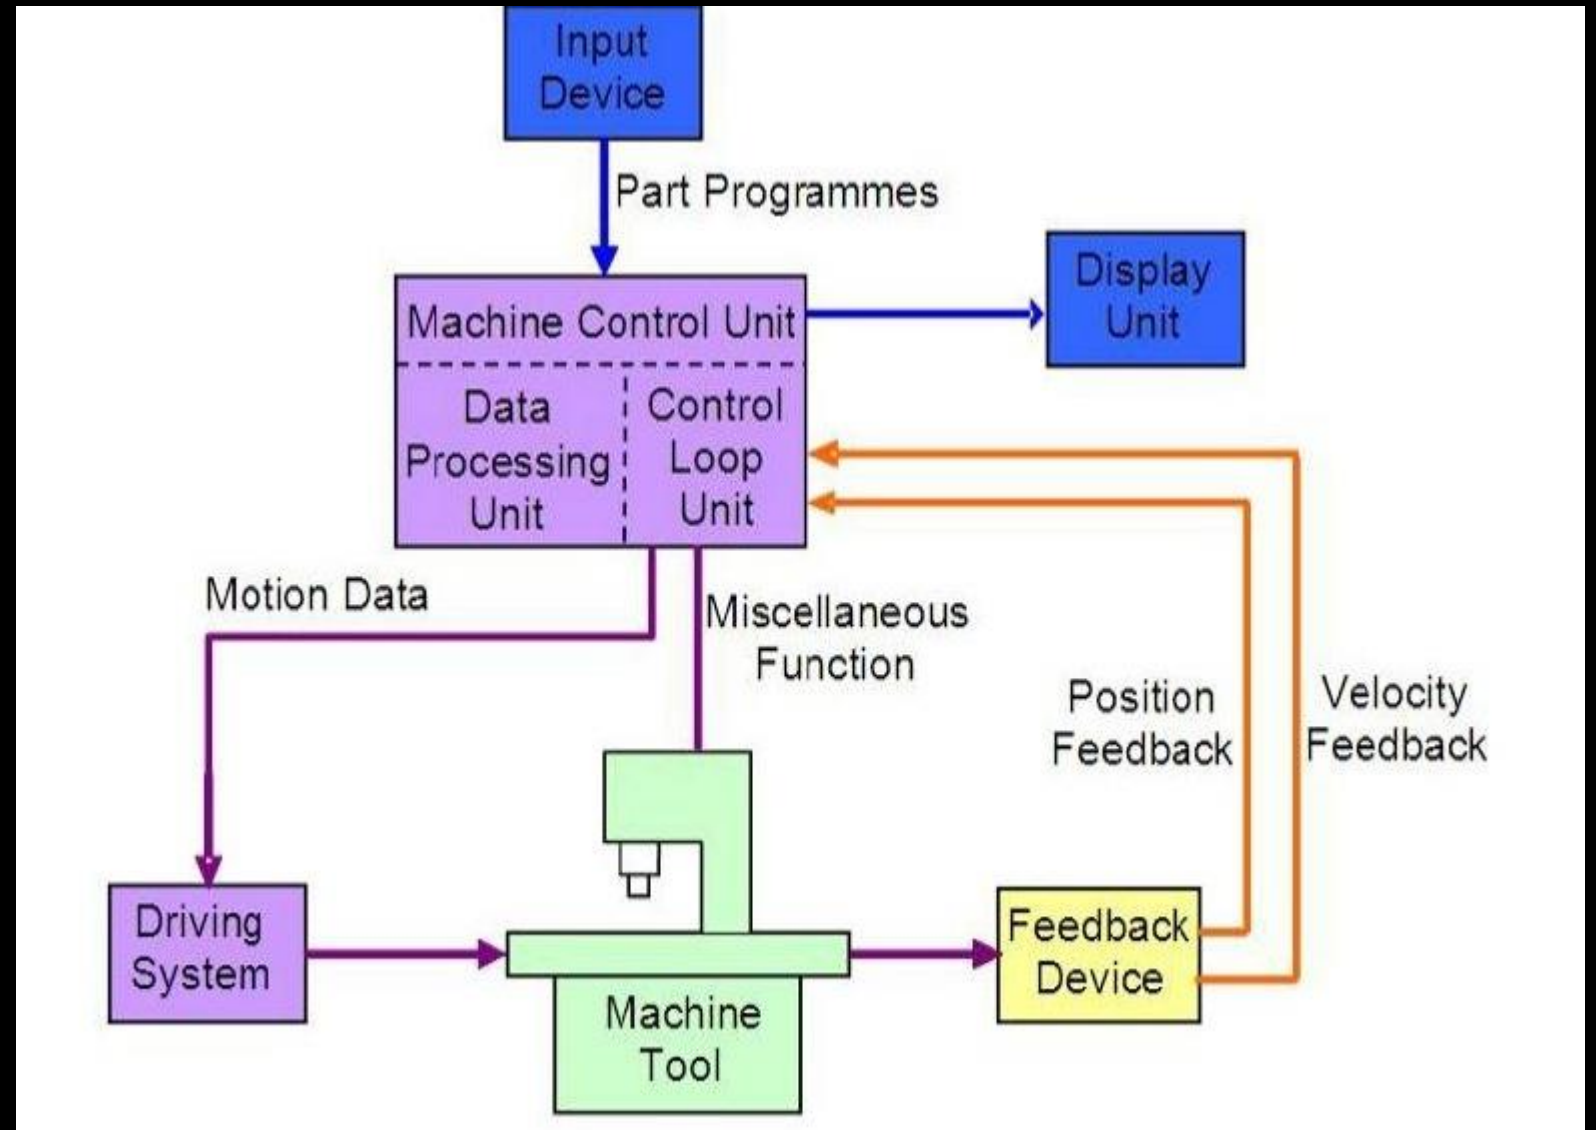 Input
Device
Part Programmes
Display
Unit
Machine Control Unit
Data
Processing
Unit
Control
Loop
Unit
Motion Data
Miscellaneous
Function
Position
Feedback
Velocity
Feedback
Driving
System
Machine
Tool
Feedback
Device